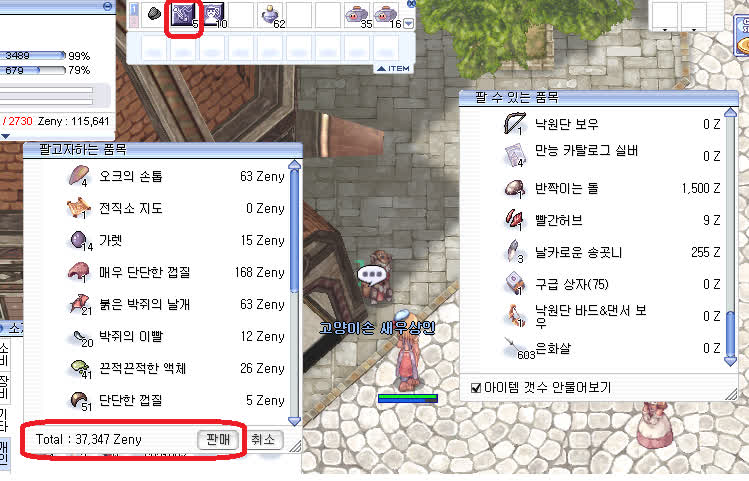 1
5
10
62
35
16
ITEM
3489 99%
679 79%
/ 2730 Zeny : 115,641
팔고자하는 품목
4 오크의 손톱 63 Zeny
1 전직소 지도 0 Zeny
14 가렛 15 Zeny
1 매우 단단한 껍질 168 Zeny
21 붉은 박쥐의 날개 63 Zeny
20 박쥐의 이빨 12 Zeny
41 끈적끈적한 액체 26 Zeny
51 단단한 껍질 5 Zeny
Total : 37,347 Zeny 판매 취소
소
소비
장비
기타
개인
고양이손 새우상인
팔 수 있는 품목
1 낙원단 보우 0 Z
4 만능 카탈로그 실버 0 Z
1 반짝이는 돌 1,500 Z
1 빨간허브 9 Z
3 날카로운 송곳니 255 Z
1 구급 상자(75) 0 Z
1 낙원단 바드&댄서 보
우 0 Z
603 은화살 0 Z
아이템 갯수 안물어보기